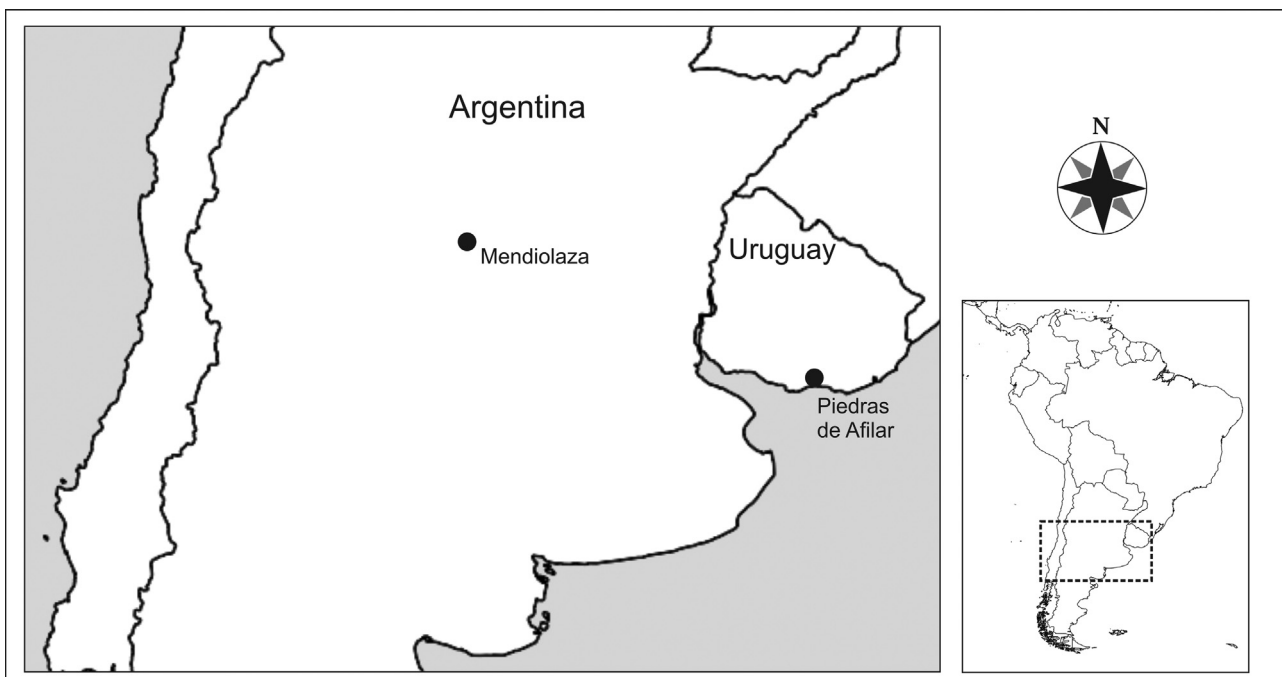 Argentina
N
Uruguay
Mendiolaza
Piedras
de Afilar